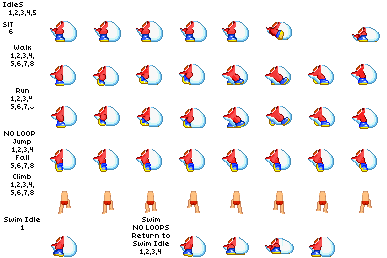 IdleS
1,2,3,4,5
SIT
6
Walk
1,2,3,4,
5,6,7,8
Run
1,2,3,4
5,6,7,
NO LOOP
Jump
1,2,3,4
Fall
5,6,7,8
Climb
1,2,3,4,
5,6,7,8
Swim Idle
1
Swim
NO LOOPS
Return to
Swim Idle
1,2,3,4